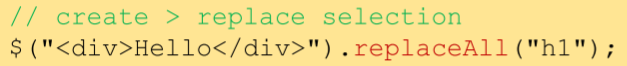 // create > replace selection
$("<div>Hello</div>").replaceAll("h1");